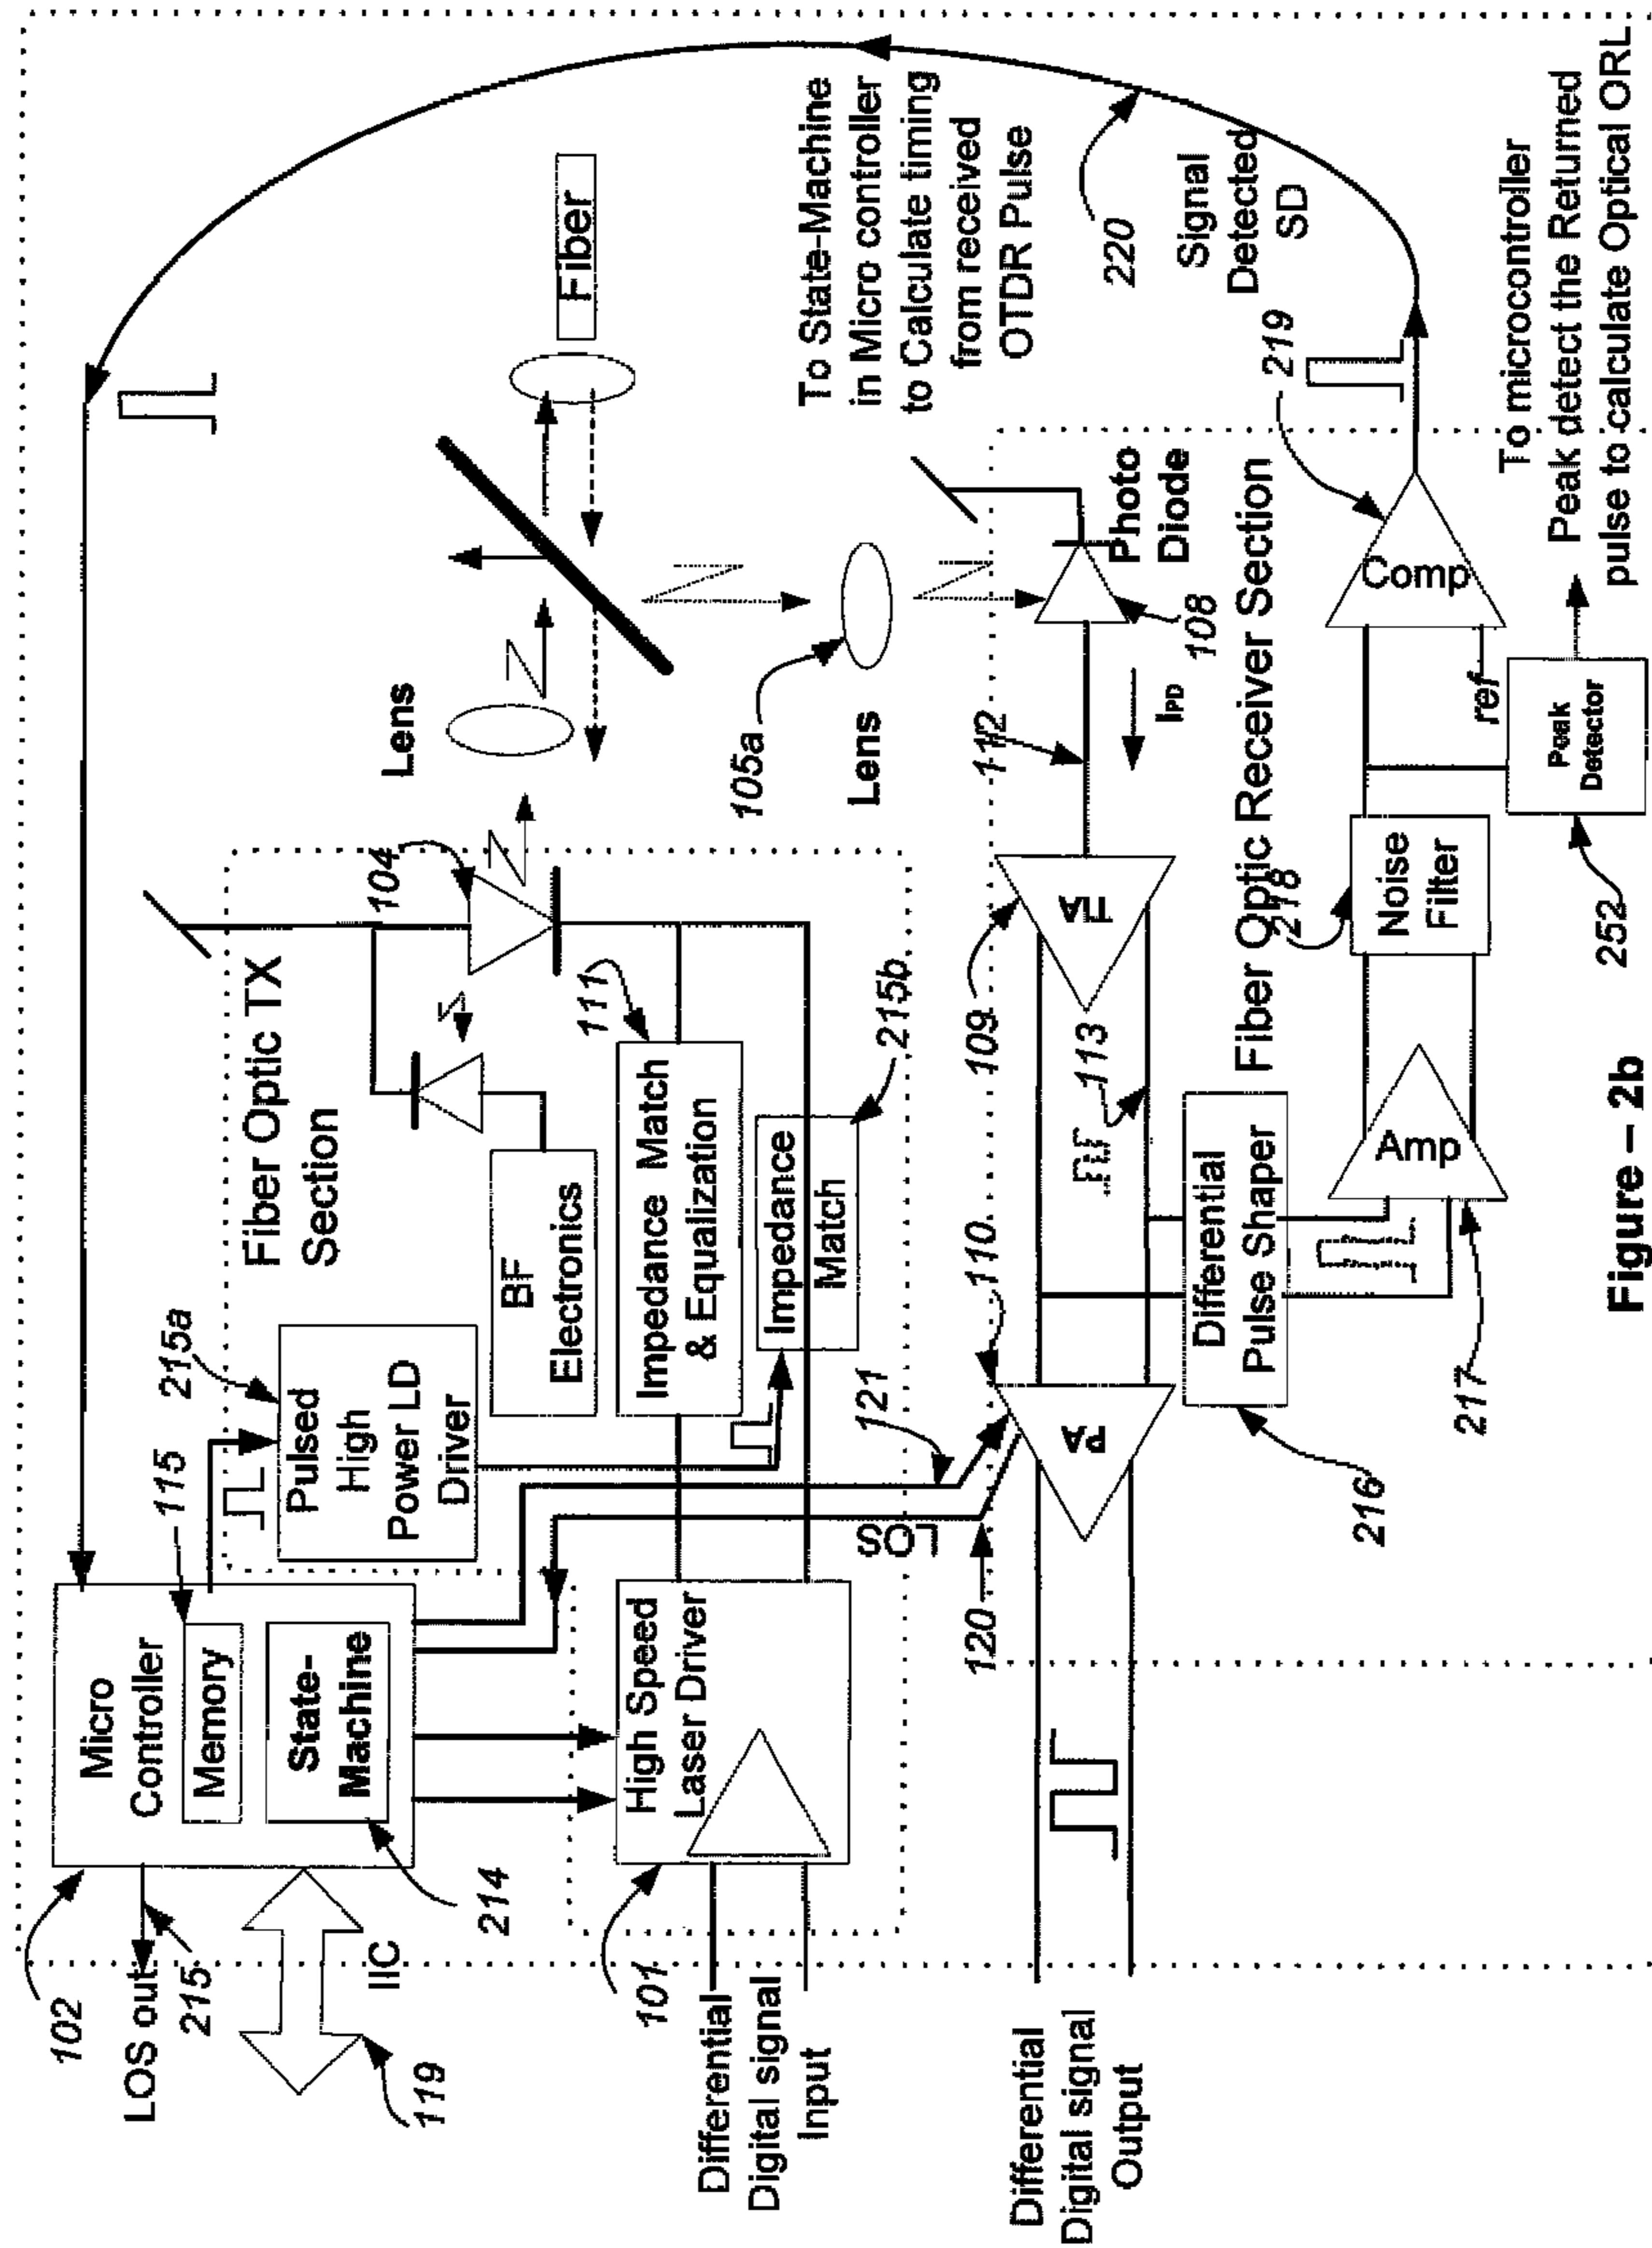 102
LOS out
215
119
IIC
214
Micro
Controller
Memory
State-
Machine
115
215a
Pulsed
High
Power LD
Driver
Fiber Optic TX
Section
BF
Electronics
104
111
Impedance Match
& Equalization
Impedance
Match
215b
101
High Speed
Laser Driver
Differential
Digital signal
Input
Lens
Fiber
105a
Lens
To State-Machine
in Micro controller
to Calculate timing
from received
OTDR Pulse
220
Signal
Detected
SD
LOS
120
121
110
PA
113
109
TIA
112
IPD
108
Photo
Diode
Differential
Digital signal
Output
Fiber Optic Receiver Section
Differential
Pulse Shaper
216
Amp
217
218
Noise
Filter
ref
Comp
219
Peak
Detector
252
To microcontroller
Peak detect the Returned
pulse to calculate Optical ORL
Figure – 2b